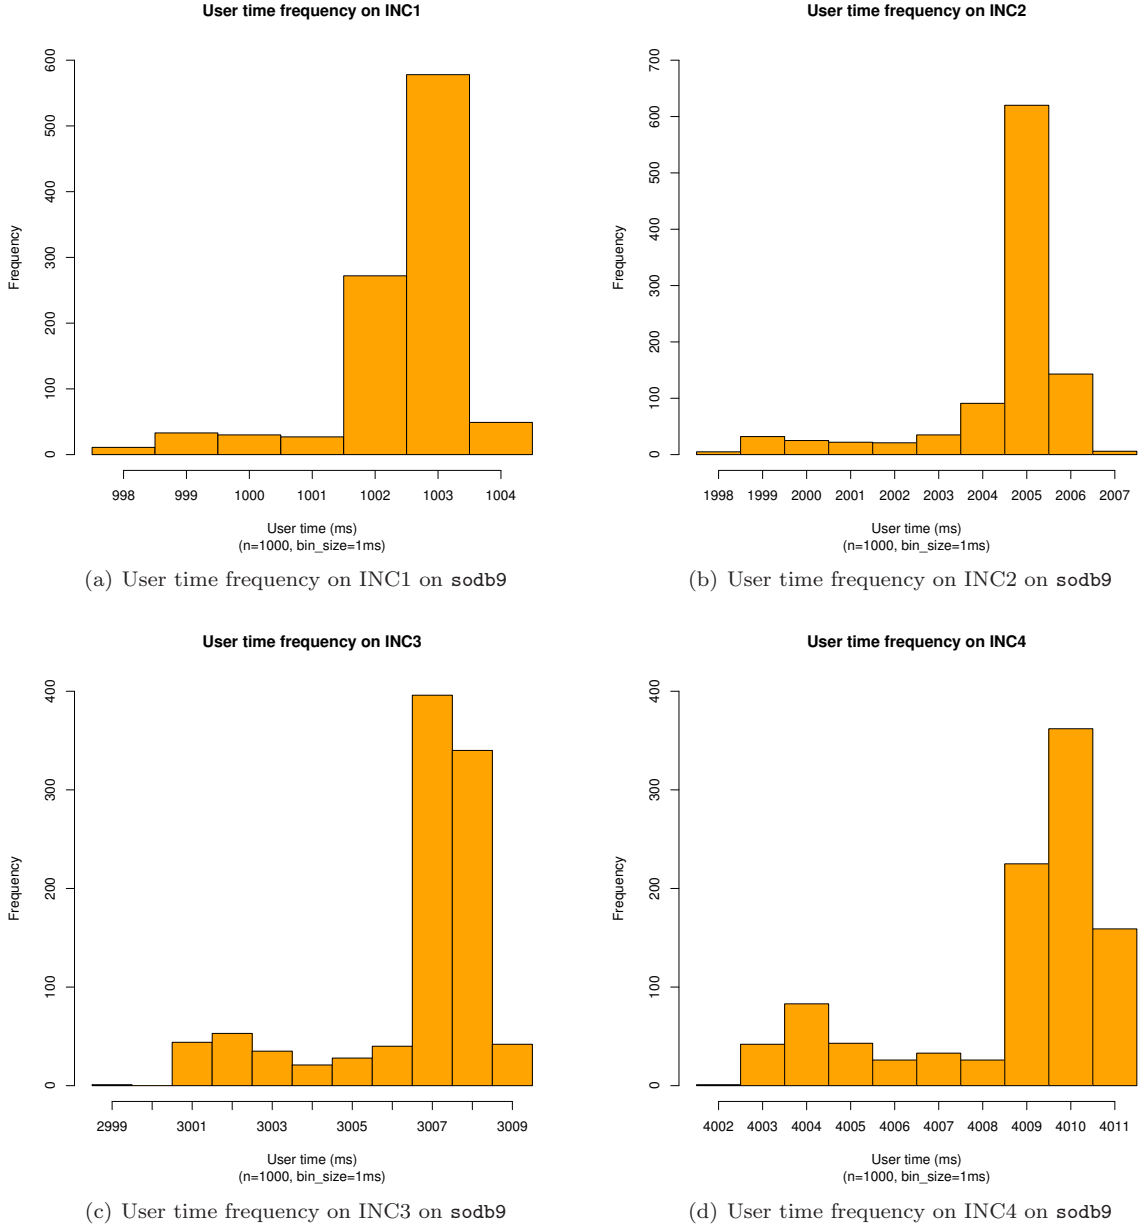 User time frequency on INC1
Frequency
0 100 200 300 400 500 600
998 999 1000 1001 1002 1003 1004
User time (ms)
(n=1000, bin_size=1ms)
(a) User time frequency on INC1 on sodb9
User time frequency on INC2
Frequency
0 100 200 300 400 500 600 700
1998 1999 2000 2001 2002 2003 2004 2005 2006 2007
User time (ms)
(n=1000, bin_size=1ms)
(b) User time frequency on INC2 on sodb9
User time frequency on INC3
Frequency
0 100 200 300 400
2999 3001 3003 3005 3007 3009
User time (ms)
(n=1000, bin_size=1ms)
(c) User time frequency on INC3 on sodb9
User time frequency on INC4
Frequency
0 100 200 300 400
4002 4003 4004 4005 4006 4007 4008 4009 4010 4011
User time (ms)
(n=1000, bin_size=1ms)
(d) User time frequency on INC4 on sodb9